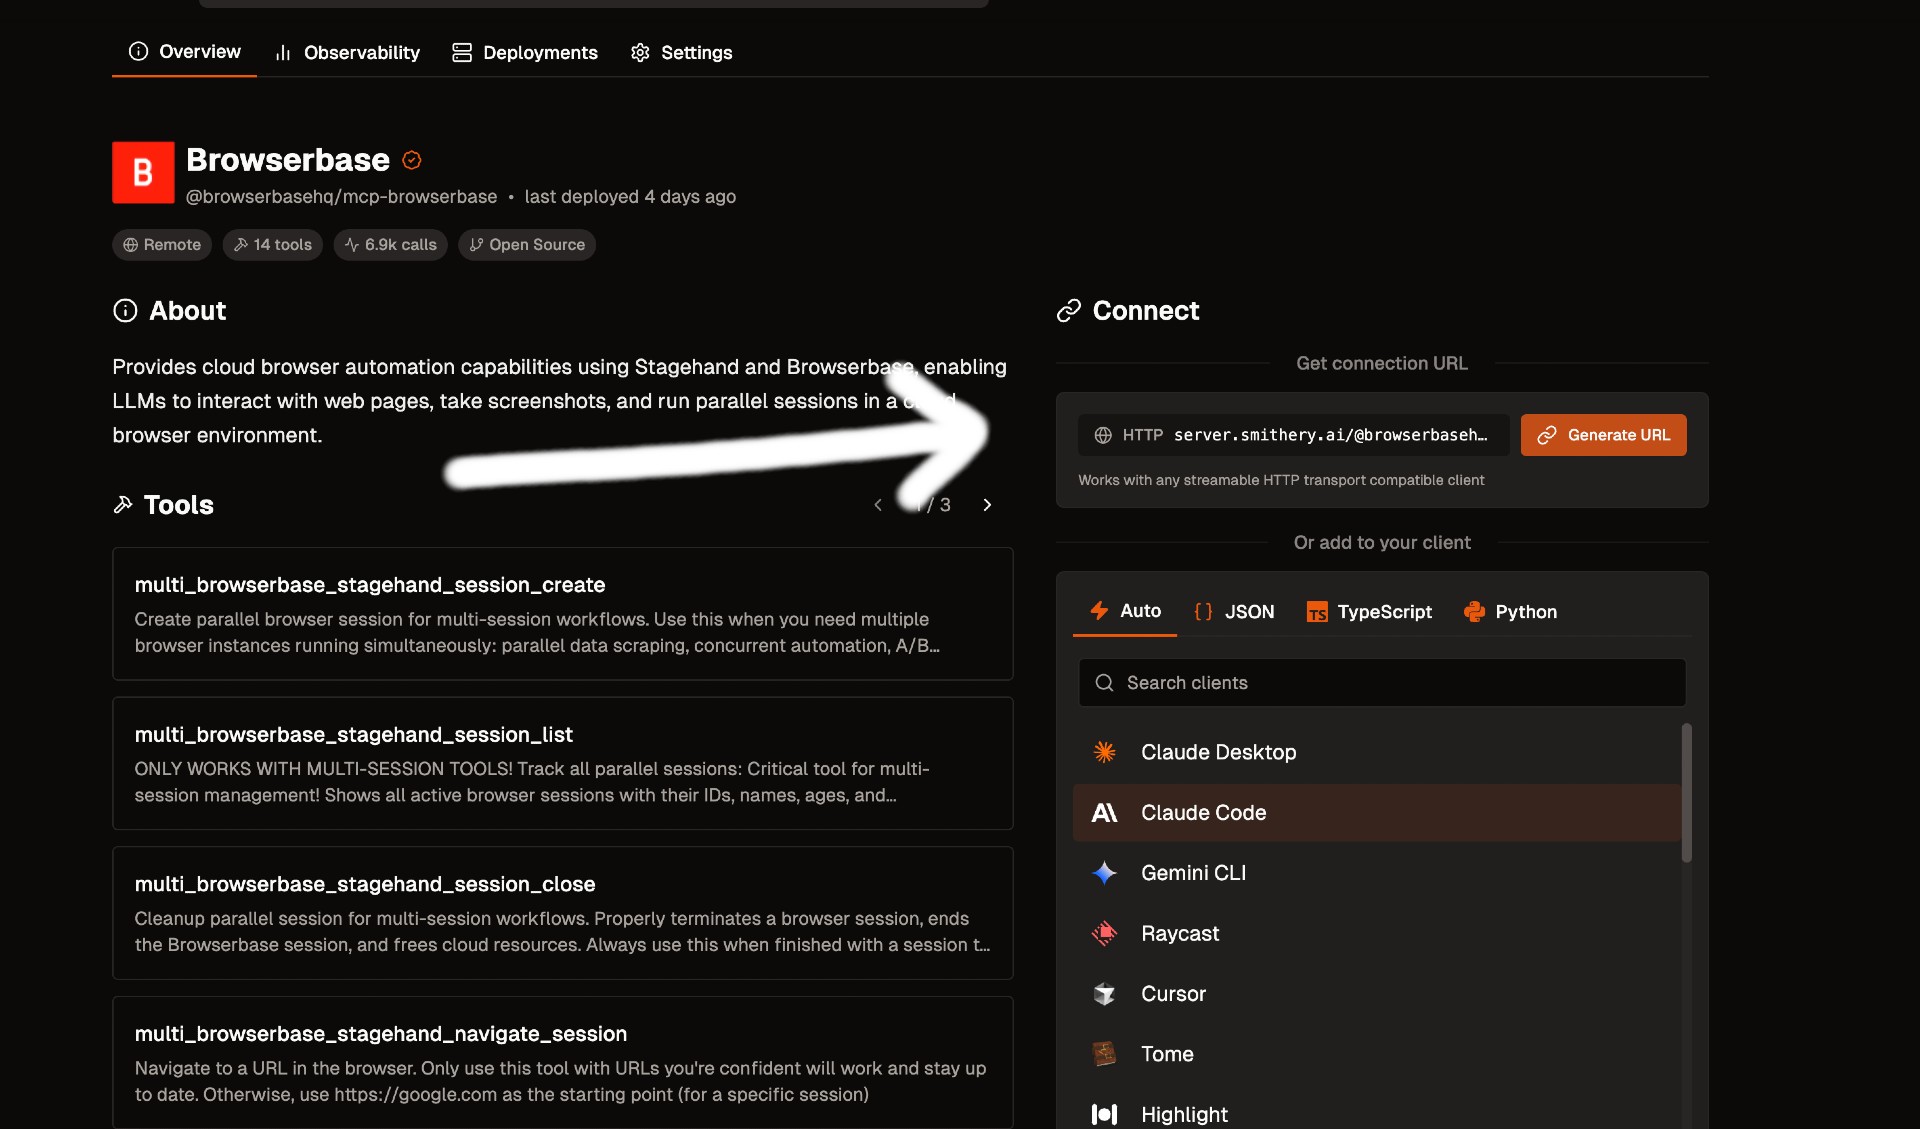 Overview
Observability
Deployments
Settings
B
Browserbase
@browserbasehq/mcp-browserbase • last deployed 4 days ago
Remote
14 tools
6.9k calls
Open Source
About
Provides cloud browser automation capabilities using Stagehand and Browserbase, enabling
LLMs to interact with web pages, take screenshots, and run parallel sessions in a cloud
browser environment.
Tools
/ 3
multi_browserbase_stagehand_session_create
Create parallel browser session for multi-session workflows. Use this when you need multiple
browser instances running simultaneously: parallel data scraping, concurrent automation, A/B...
multi_browserbase_stagehand_session_list
ONLY WORKS WITH MULTI-SESSION TOOLS! Track all parallel sessions: Critical tool for multi-
session management! Shows all active browser sessions with their IDs, names, ages, and...
multi_browserbase_stagehand_session_close
Cleanup parallel session for multi-session workflows. Properly terminates a browser session, ends
the Browserbase session, and frees cloud resources. Always use this when finished with a session t...
multi_browserbase_stagehand_navigate_session
Navigate to a URL in the browser. Only use this tool with URLs you're confident will work and stay up
to date. Otherwise, use https://google.com as the starting point (for a specific session)
Connect
Get connection URL
HTTP server.smithery.ai/@browserbaseh…
Generate URL
Works with any streamable HTTP transport compatible client
Or add to your client
Auto
{} JSON
TS TypeScript
Python
Search clients
Claude Desktop
Claude Code
Gemini CLI
Raycast
Cursor
Tome
Highlight